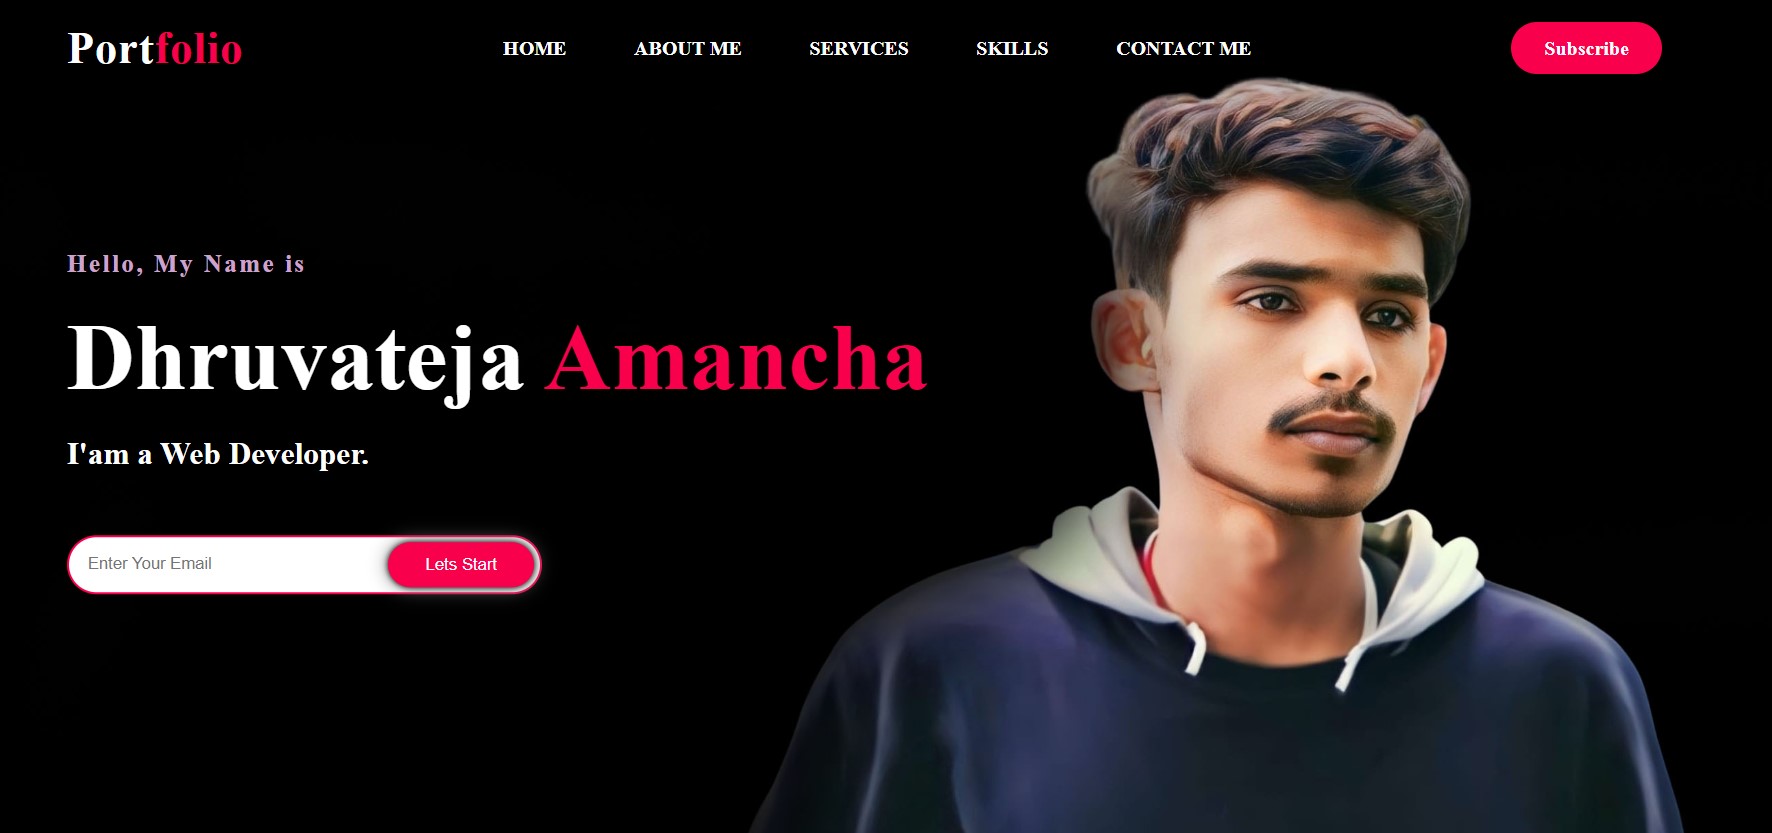 Portfolio
HOME ABOUT ME SERVICES SKILLS CONTACT ME
Subscribe
Hello, My Name is
Dhruvateja Amancha
I'am a Web Developer.
Enter Your Email
Lets Start